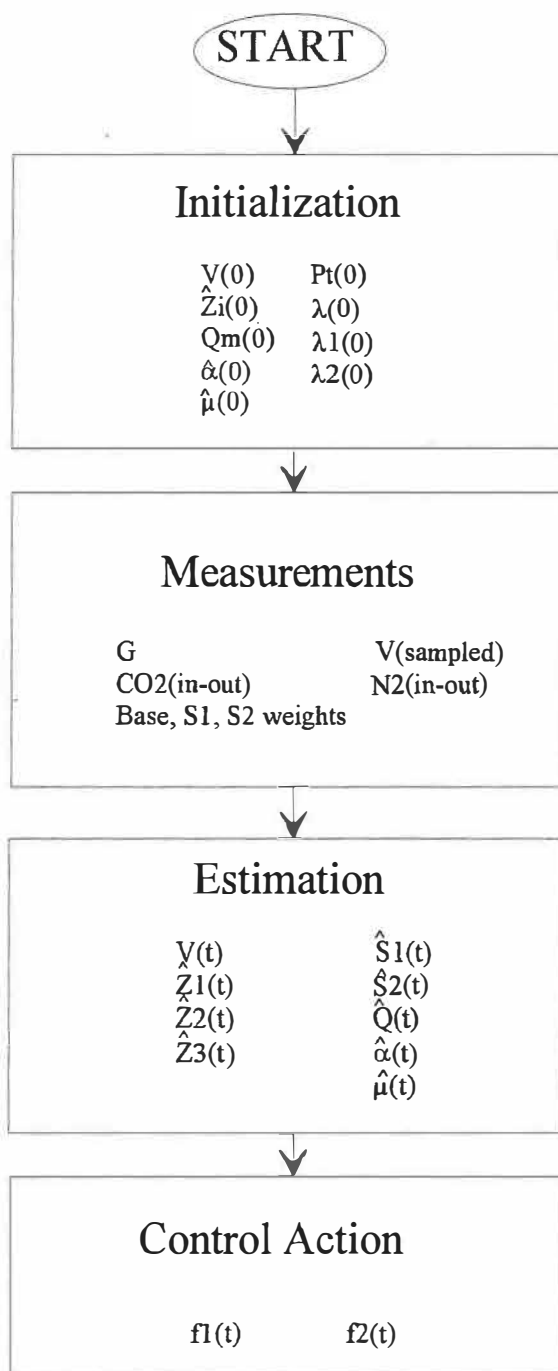 START
Initialization
V(0) Pt(0)
Ẑi(0) λ(0)
Qm(0) λ1(0)
α̂(0) λ2(0)
μ̂(0)
Measurements
G V(sampled)
CO2(in-out) N2(in-out)
Base, S1, S2 weights
Estimation
V(t) Ŝ1(t)
Ẑ1(t) Ŝ2(t)
Ẑ2(t) Q̂(t)
Ẑ3(t) α̂(t)
μ̂(t)
Control Action
f1(t) f2(t)